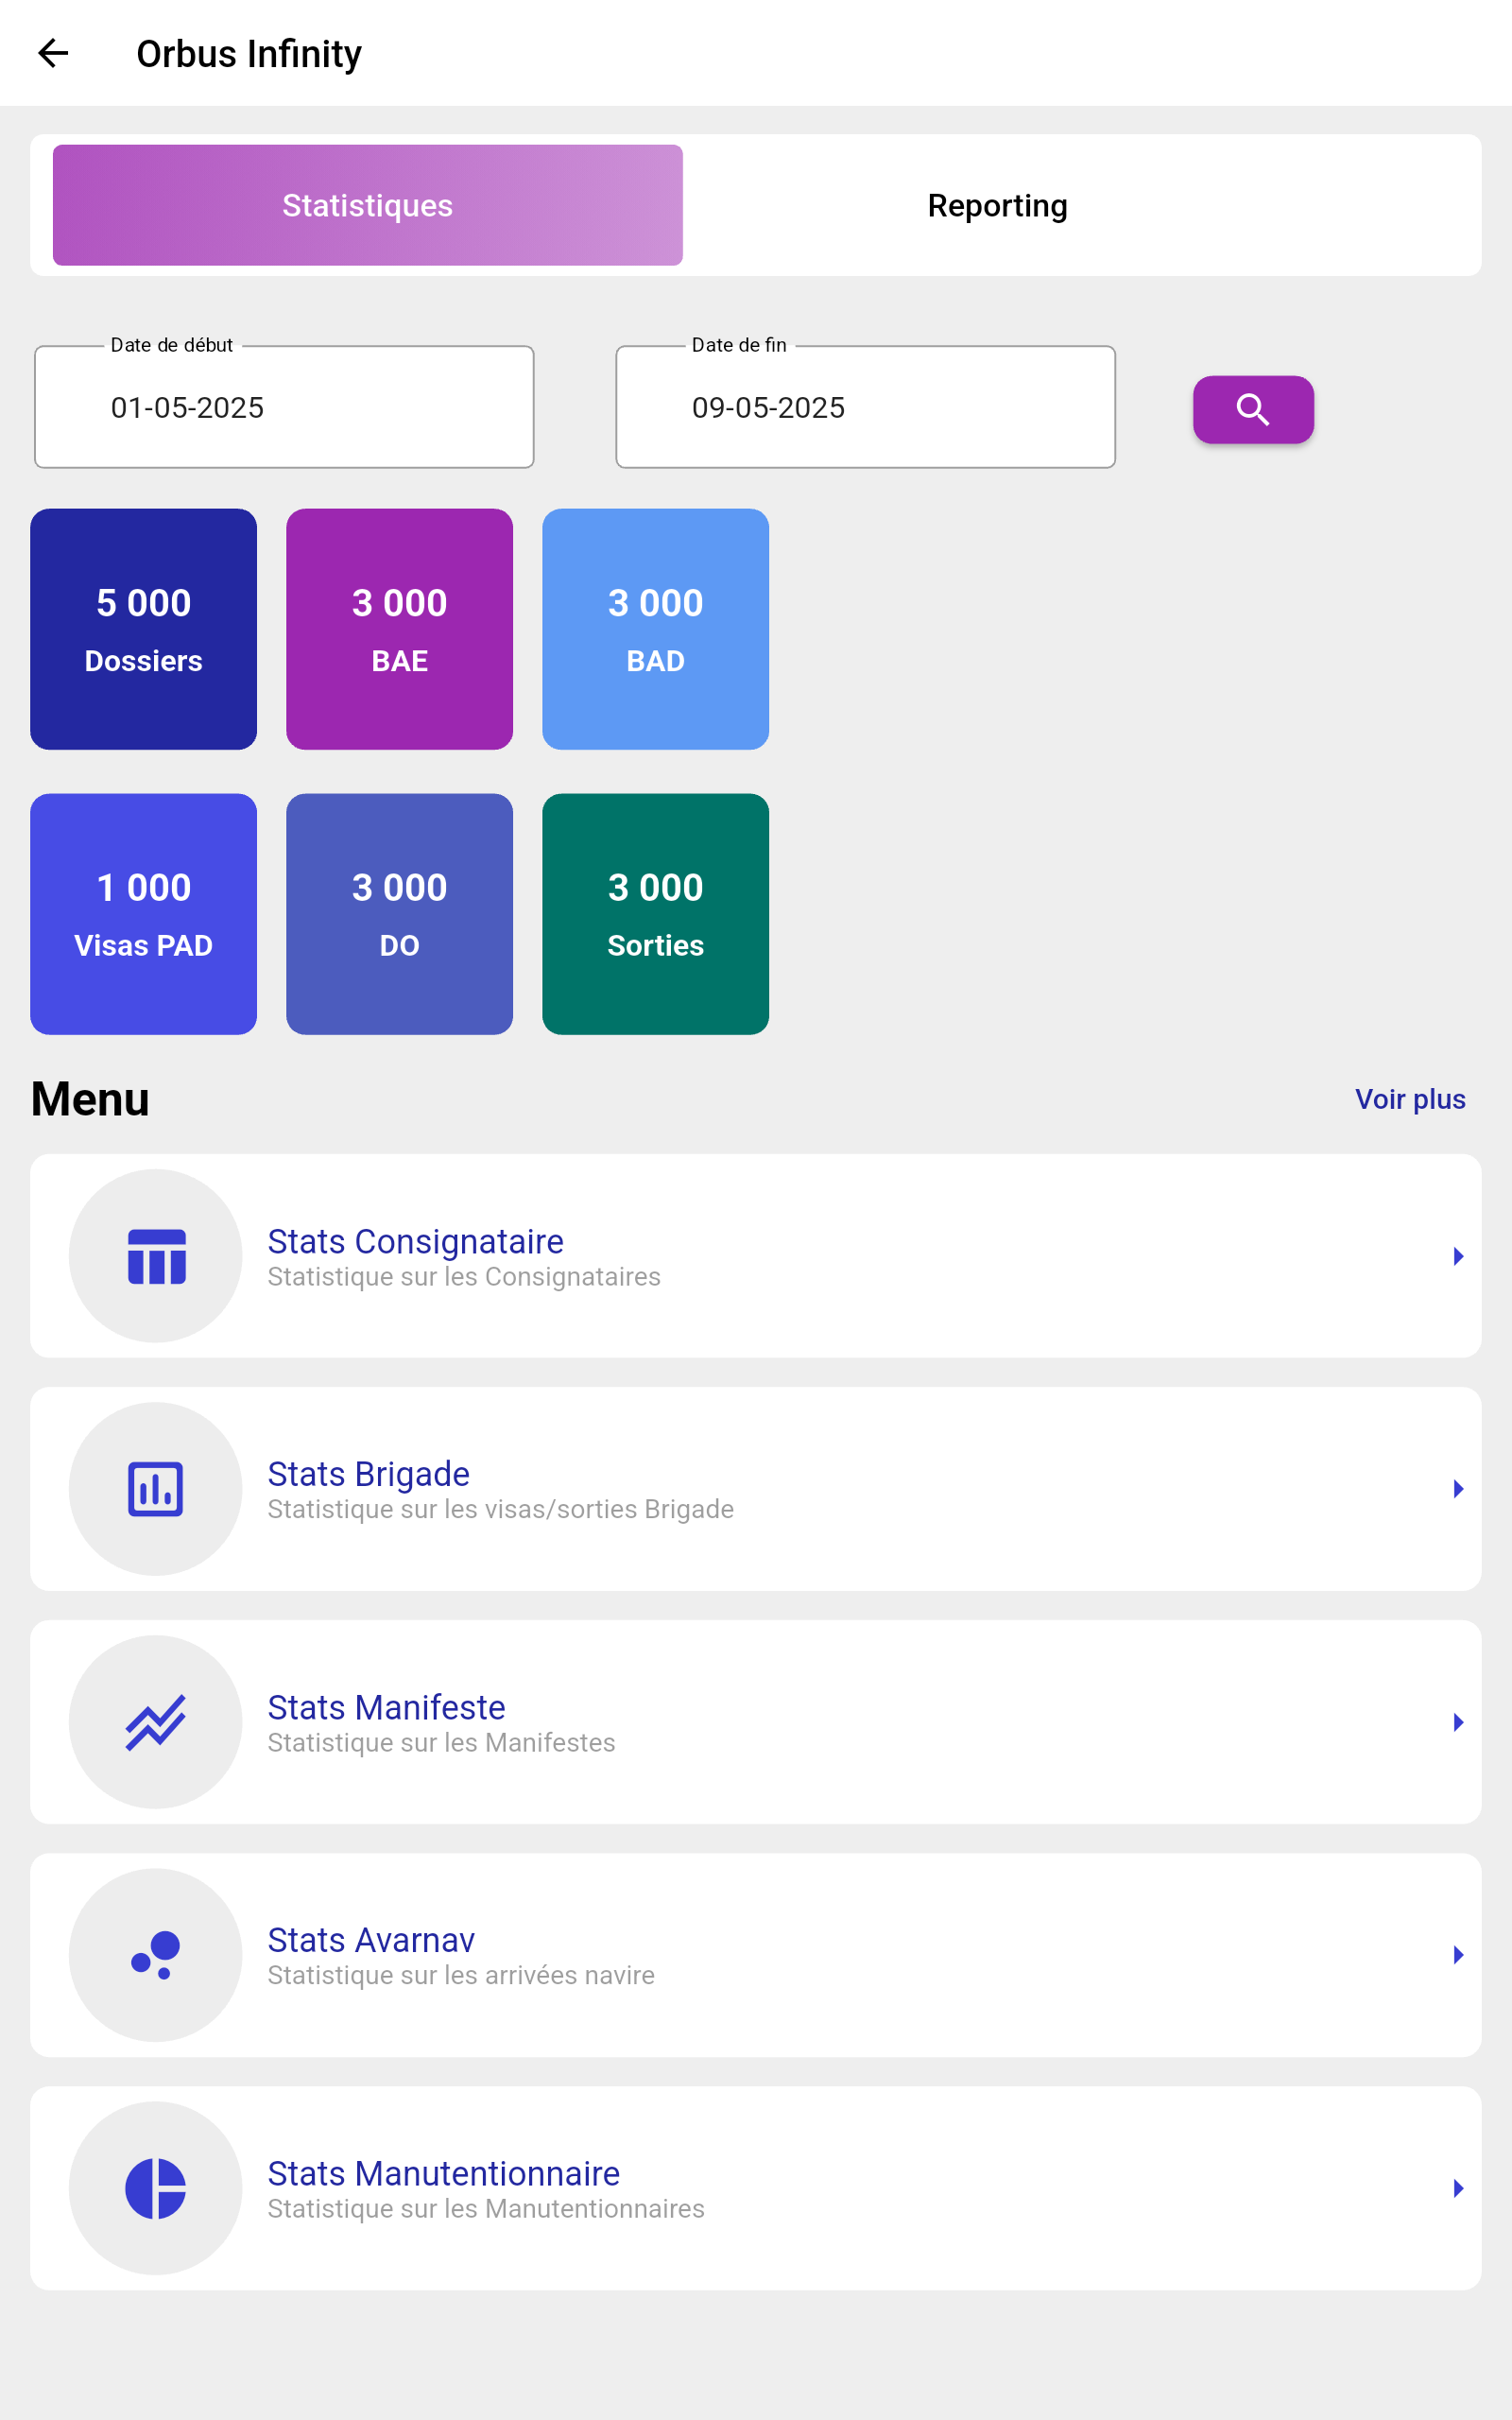 Orbus Infinity
Statistiques
Reporting
Date de début
Date de fin
01-05-2025
09-05-2025
5 000
Dossiers
3 000
BAE
3 000
BAD
1 000
Visas PAD
3 000
DO
3 000
Sorties
Menu
Voir plus
Stats Consignataire
Statistique sur les Consignataires
Stats Brigade
Statistique sur les visas/sorties Brigade
Stats Manifeste
Statistique sur les Manifestes
Stats Avarnav
Statistique sur les arrivées navire
Stats Manutentionnaire
Statistique sur les Manutentionnaires